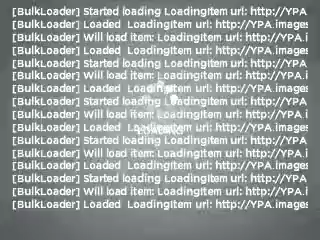 [BulkLoader] Started loading LoadingItem url: http://YPA
[BulkLoader] Loaded LoadingItem url: http://YPA.images
[BulkLoader] Will load item: LoadingItem url: http://YPA.i
[BulkLoader] Loaded LoadingItem url: http://YPA.images
[BulkLoader] Started loading LoadingItem url: http://YPA
[BulkLoader] Will load item: LoadingItem url: http://YPA.i
[BulkLoader] Loaded LoadingItem url: http://YPA.images
[BulkLoader] Started loading LoadingItem url: http://YPA
[BulkLoader] Will load item: LoadingItem url: http://YPA.i
[BulkLoader] Loaded LoadingItem url: http://YPA.images
LOADING
[BulkLoader] Started loading LoadingItem url: http://YPA
[BulkLoader] Will load item: LoadingItem url: http://YPA.i
[BulkLoader] Loaded LoadingItem url: http://YPA.images
[BulkLoader] Started loading LoadingItem url: http://YPA
[BulkLoader] Will load item: LoadingItem url: http://YPA.i
[BulkLoader] Loaded LoadingItem url: http://YPA.images